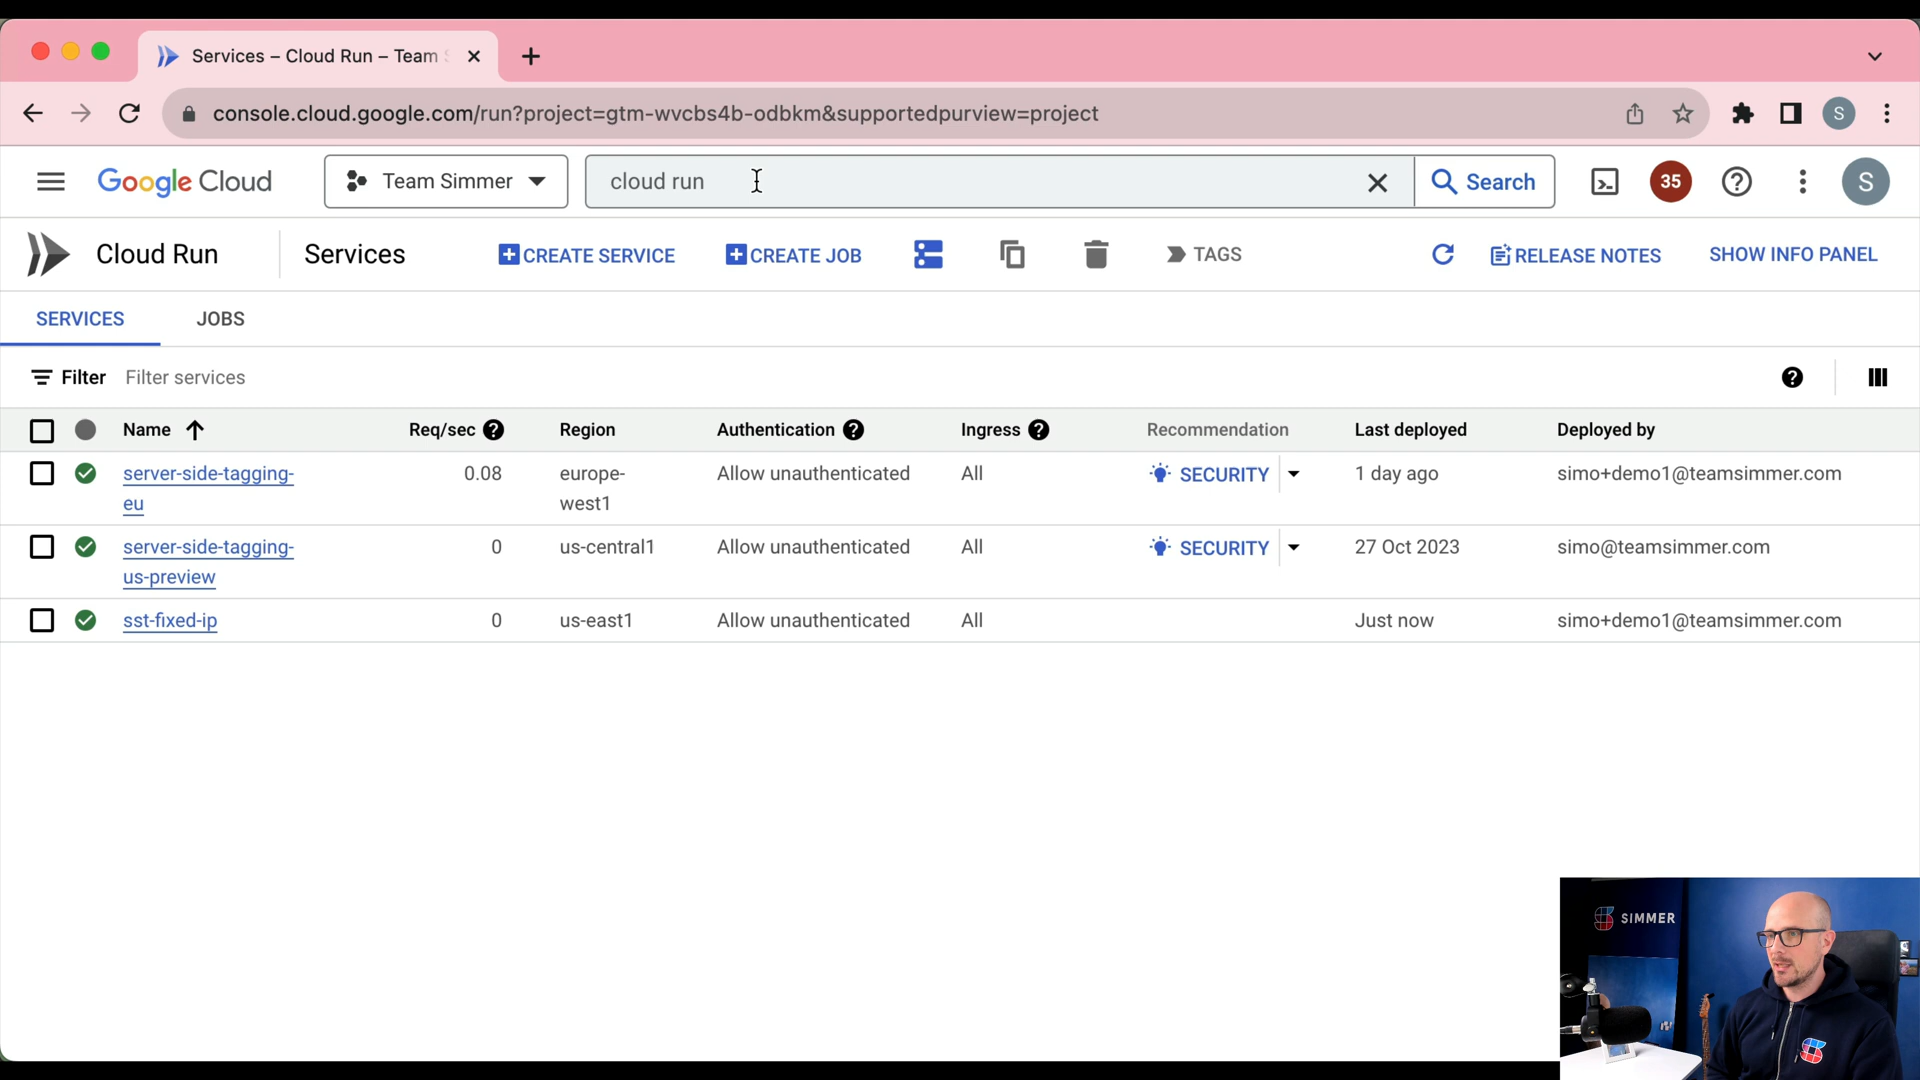 Services – Cloud Run – Team
console.cloud.google.com/run?project=gtm-wvcbs4b-odbkm&supportedpurview=project
S
Google Cloud
Team Simmer
cloud run
Search
35
S
Cloud Run
Services
CREATE SERVICE
CREATE JOB
TAGS
RELEASE NOTES
SHOW INFO PANEL
SERVICES
JOBS
Filter Filter services
Name Req/sec Region Authentication Ingress Recommendation Last deployed Deployed by
server-side-tagging-
eu
0.08
europe-
west1
Allow unauthenticated
All
SECURITY
1 day ago
simo+demo1@teamsimmer.com
server-side-tagging-
us-preview
0
us-central1
Allow unauthenticated
All
SECURITY
27 Oct 2023
simo@teamsimmer.com
sst-fixed-ip
0
us-east1
Allow unauthenticated
All
Just now
simo+demo1@teamsimmer.com
SIMMER